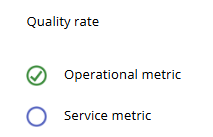 Quality rate
Operational metric
Service metric